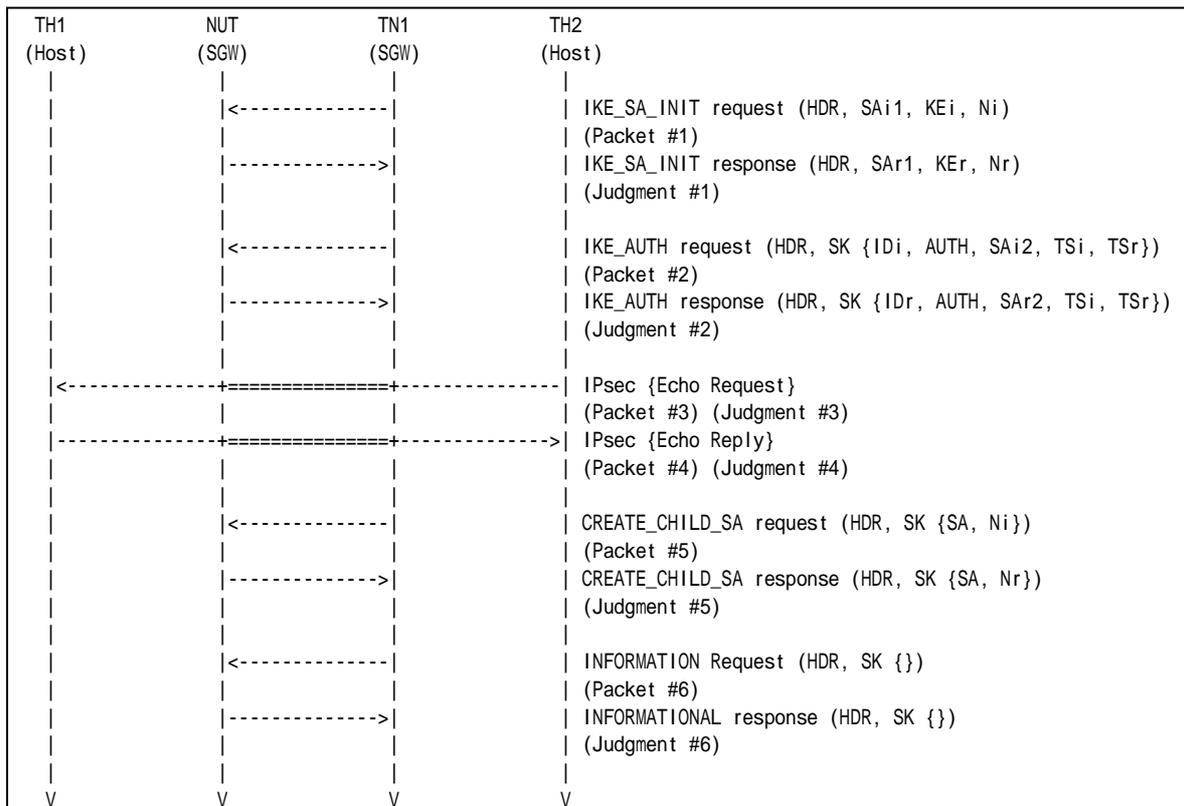 TH1 NUT TN1 TH2
(Host) (SGW) (SGW) (Host)
| | | |
| |<--------------| | IKE_SA_INIT request (HDR, SAi1, KEi, Ni)
| | | | (Packet #1)
| |-------------->| | IKE_SA_INIT response (HDR, SAr1, KEr, Nr)
| | | | (Judgment #1)
| | | |
| |<--------------| | IKE_AUTH request (HDR, SK {IDi, AUTH, SAi2, TSi, TSr})
| | | | (Packet #2)
| |-------------->| | IKE_AUTH response (HDR, SK {IDr, AUTH, SAr2, TSi, TSr})
| | | | (Judgment #2)
| | | |
|<--------------+===============+---------------| IPsec {Echo Request}
| | | | (Packet #3) (Judgment #3)
|---------------+===============+-------------->| IPsec {Echo Reply}
| | | | (Packet #4) (Judgment #4)
| | | |
| |<--------------| | CREATE_CHILD_SA request (HDR, SK {SA, Ni})
| | | | (Packet #5)
| |-------------->| | CREATE_CHILD_SA response (HDR, SK {SA, Nr})
| | | | (Judgment #5)
| | | |
| |<--------------| | INFORMATION Request (HDR, SK {})
| | | | (Packet #6)
| |-------------->| | INFORMATIONAL response (HDR, SK {})
| | | | (Judgment #6)
| | | |
V V V V